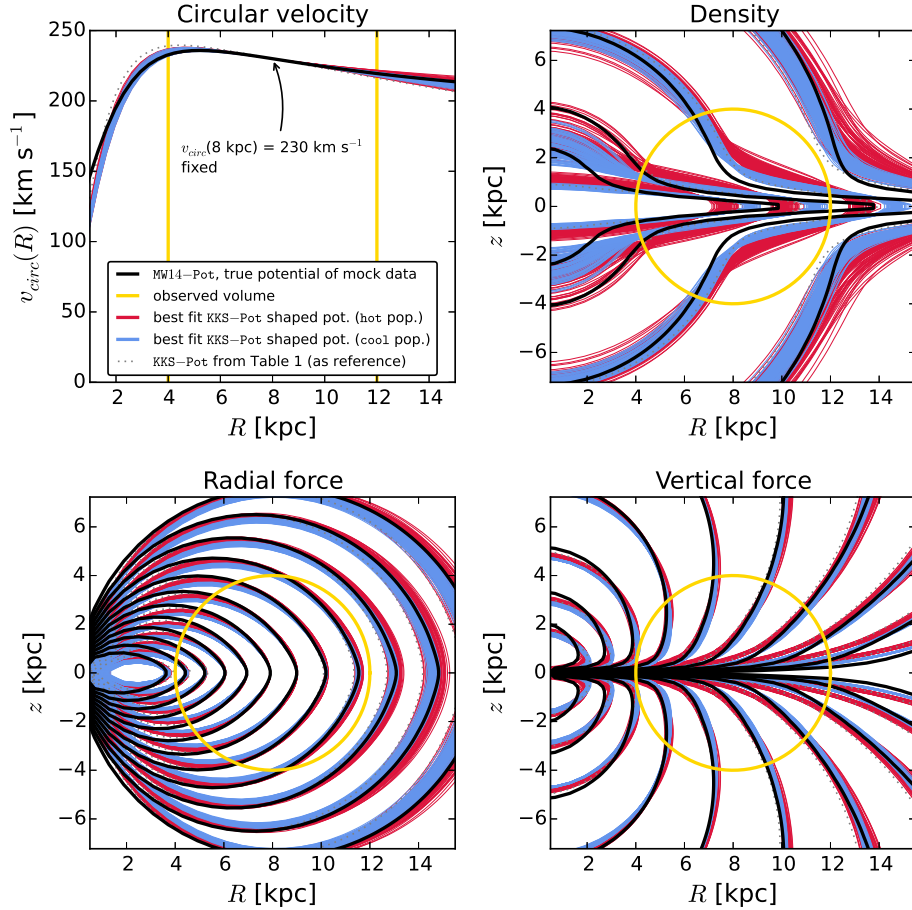 Circular velocity
250
200
150
100
50
0
v_circ(R) [km s⁻¹]
v_circ(8 kpc) = 230 km s⁻¹
fixed
MW14-Pot, true potential of mock data
observed volume
best fit KKS-Pot shaped pot. (hot pop.)
best fit KKS-Pot shaped pot. (cool pop.)
KKS-Pot from Table 1 (as reference)
2 4 6 8 10 12 14
R [kpc]
Density
6
4
2
0
−2
−4
−6
z [kpc]
2 4 6 8 10 12 14
R [kpc]
Radial force
6
4
2
0
−2
−4
−6
z [kpc]
2 4 6 8 10 12 14
R [kpc]
Vertical force
6
4
2
0
−2
−4
−6
z [kpc]
2 4 6 8 10 12 14
R [kpc]